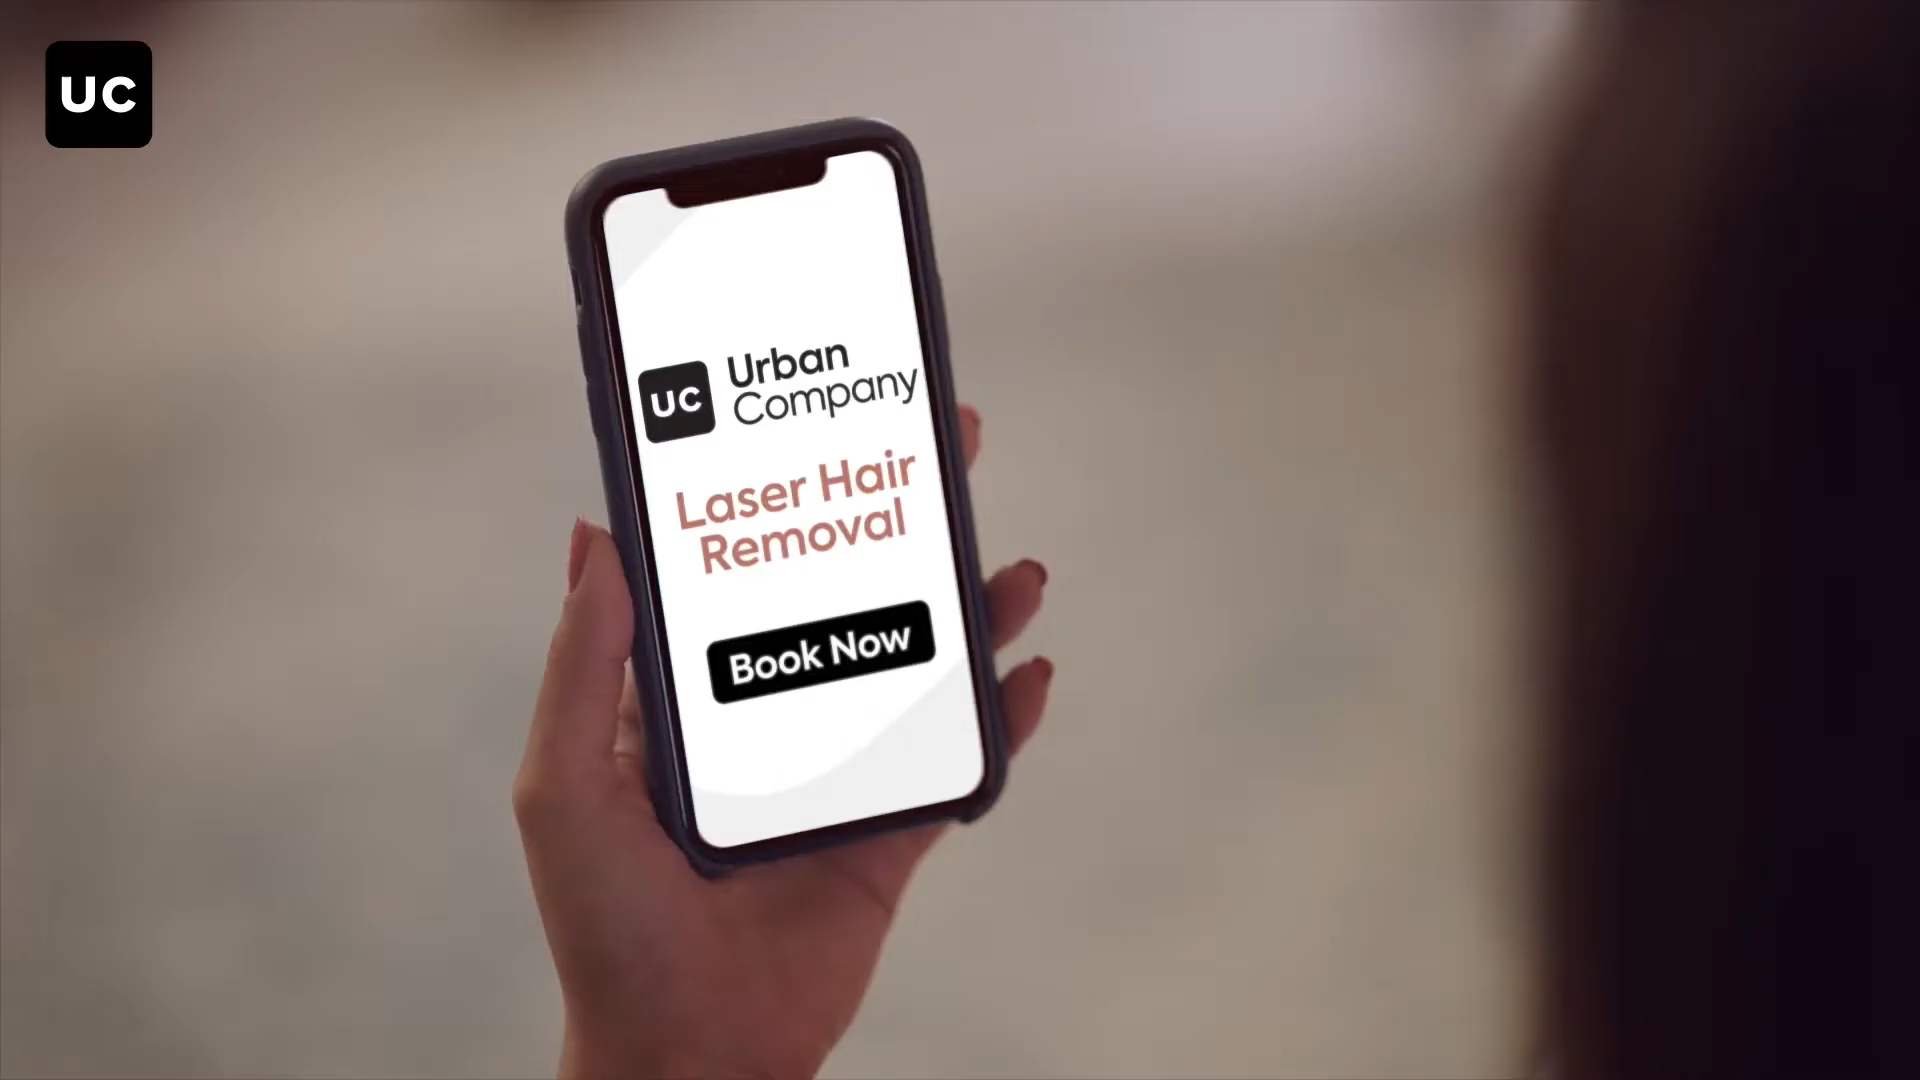 UC
UC
Urban
Company
Laser Hair
Removal
Book Now